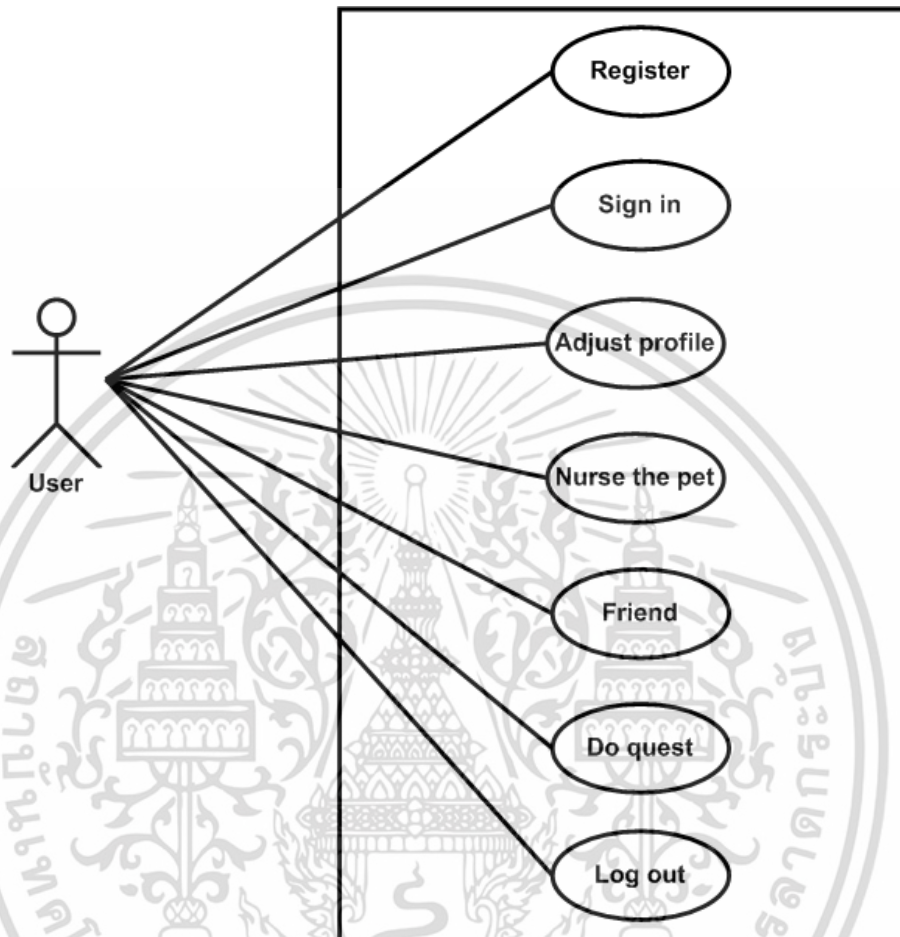 Register
Sign in
Adjust profile
Nurse the pet
User
Friend
Do quest
Log out